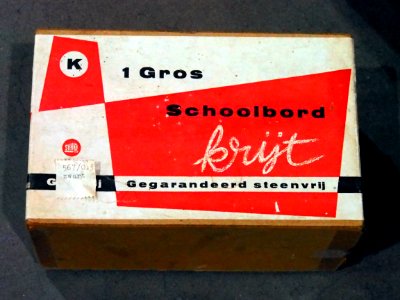 K
1 Gros
Schoolbord
krijt
Gegarandeerd steenvrij